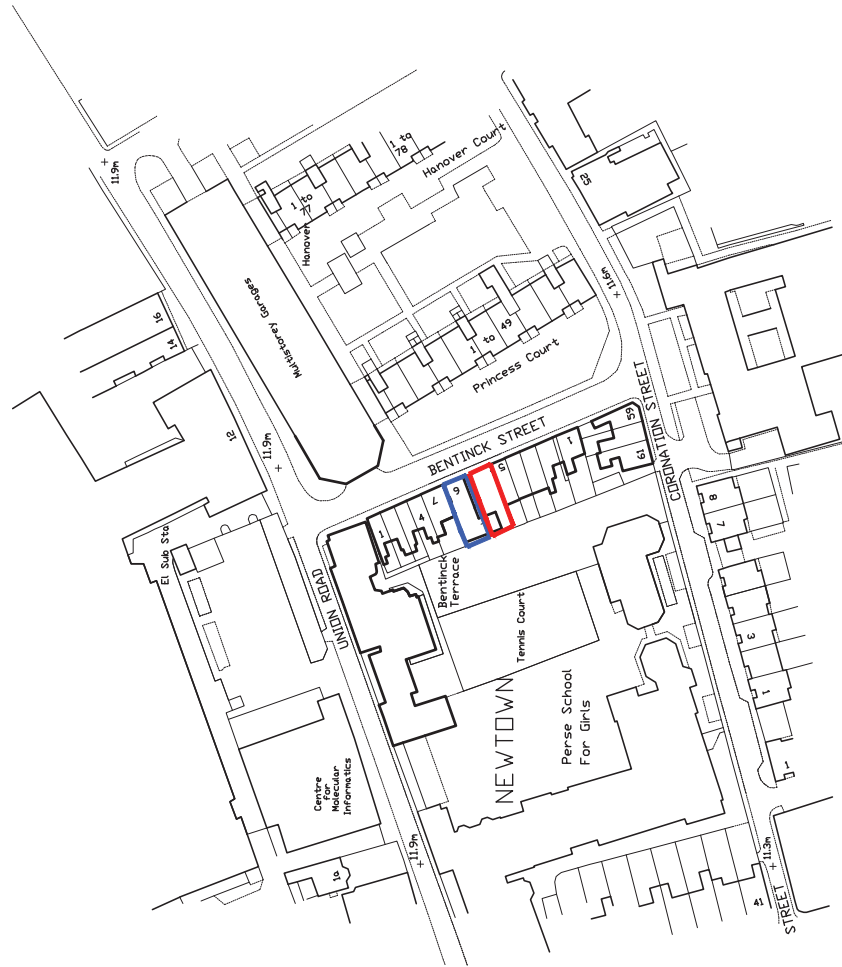 11.9m
1 to
78
Hanover Court
1 to
77
Hanover
25
Multistorey Garages
11.6m
16
14
1 to 49
Princess Court
12
11.9m
BENTINCK STREET
CORONATION STREET
59
61
1
5
6
7
4
1
8
7
El Sub Sta
UNION ROAD
Bentinck
Terrace
Tennis Court
3
1
NEWTOWN
Perse School
For Girls
Centre
for
Molecular
Informatics
1
1a
11.9m
11.3m
41
STREET